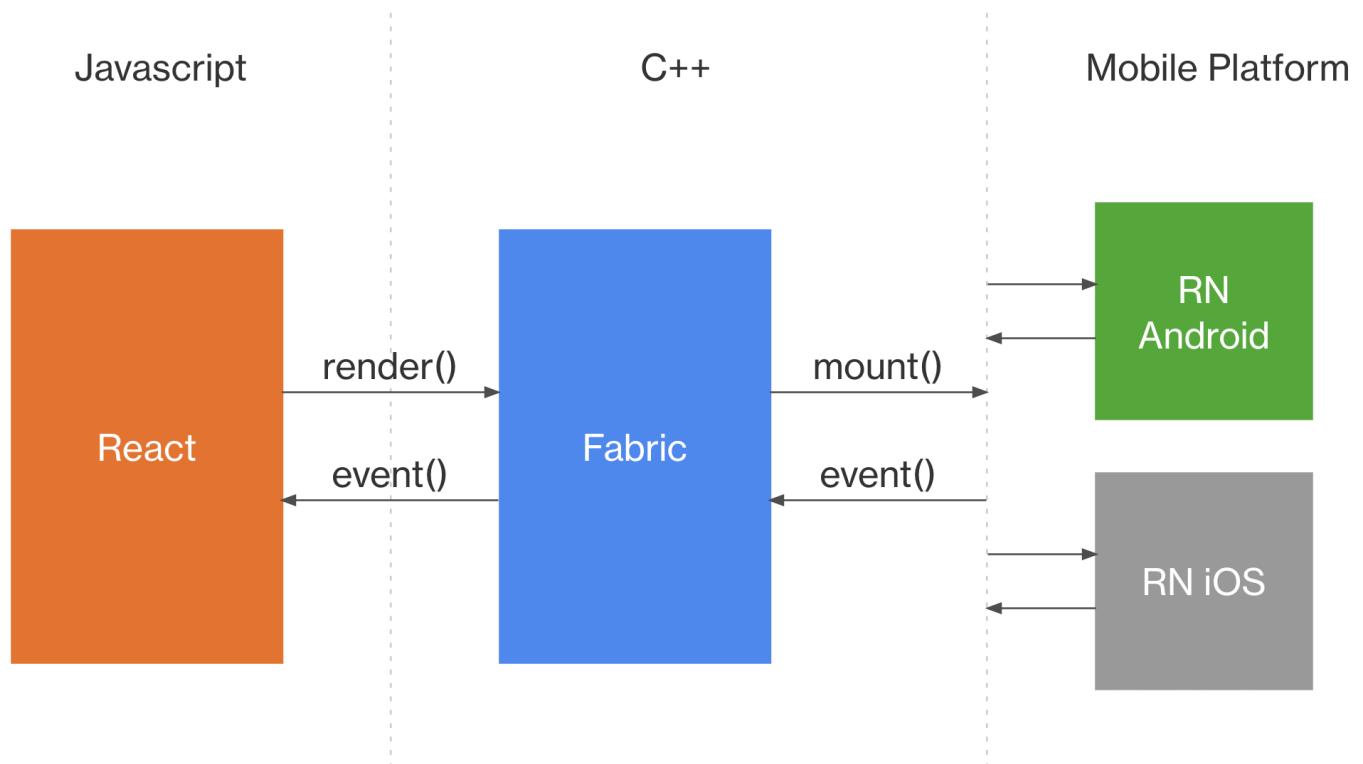 Javascript
C++
Mobile Platform
React
render()
event()
Fabric
mount()
event()
RN
Android
RN iOS